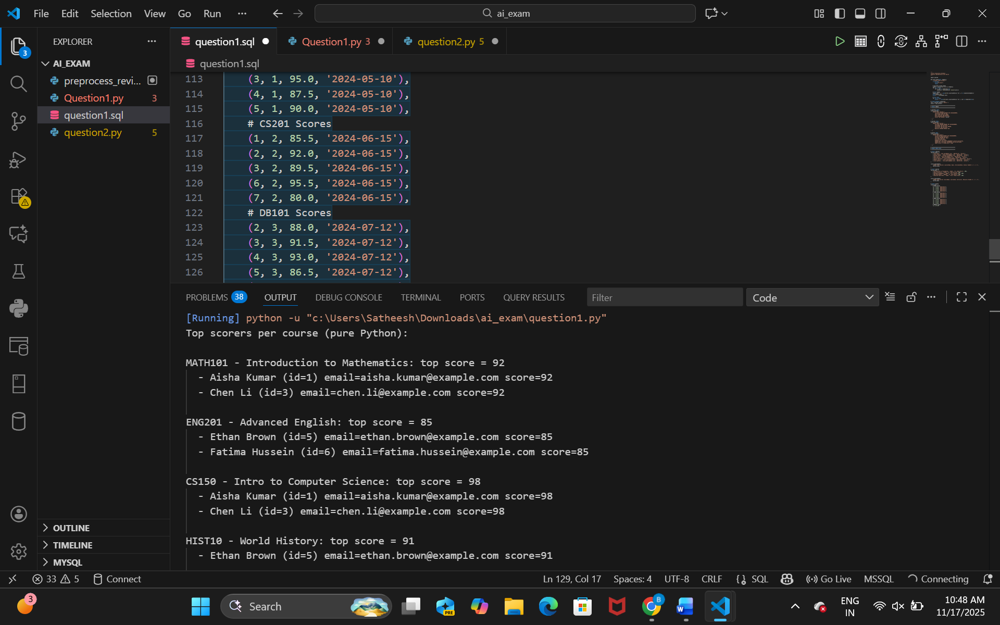 File Edit Selection View Go Run ··· ai_exam
EXPLORER
AI_EXAM
preprocess_revi...
Question1.py 3
question1.sql
question2.py 5
OUTLINE
TIMELINE
MYSQL
3
question1.sql Question1.py 3 question2.py 5
question1.sql
113 (3, 1, 95.0, '2024-05-10'),
114 (4, 1, 87.5, '2024-05-10'),
115 (5, 1, 90.0, '2024-05-10'),
116 # CS201 Scores
117 (1, 2, 85.5, '2024-06-15'),
118 (2, 2, 92.0, '2024-06-15'),
119 (3, 2, 89.5, '2024-06-15'),
120 (6, 2, 95.5, '2024-06-15'),
121 (7, 2, 80.0, '2024-06-15'),
122 # DB101 Scores
123 (2, 3, 88.0, '2024-07-12'),
124 (3, 3, 91.5, '2024-07-12'),
125 (4, 3, 93.0, '2024-07-12'),
126 (5, 3, 86.5, '2024-07-12'),
PROBLEMS 38 OUTPUT DEBUG CONSOLE TERMINAL PORTS QUERY RESULTS Filter Code
[Running] python -u "c:\Users\Satheesh\Downloads\ai_exam\question1.py"
Top scorers per course (pure Python):
MATH101 - Introduction to Mathematics: top score = 92
- Aisha Kumar (id=1) email=aisha.kumar@example.com score=92
- Chen Li (id=3) email=chen.li@example.com score=92
ENG201 - Advanced English: top score = 85
- Ethan Brown (id=5) email=ethan.brown@example.com score=85
- Fatima Hussein (id=6) email=fatima.hussein@example.com score=85
CS150 - Intro to Computer Science: top score = 98
- Aisha Kumar (id=1) email=aisha.kumar@example.com score=98
- Chen Li (id=3) email=chen.li@example.com score=98
HIST10 - World History: top score = 91
- Ethan Brown (id=5) email=ethan.brown@example.com score=91
33 5 Connect Ln 129, Col 17 Spaces: 4 UTF-8 CRLF SQL Go Live MSSQL Connecting
3 Search PRE B W ENG 10:48 AM
IN 11/17/2025